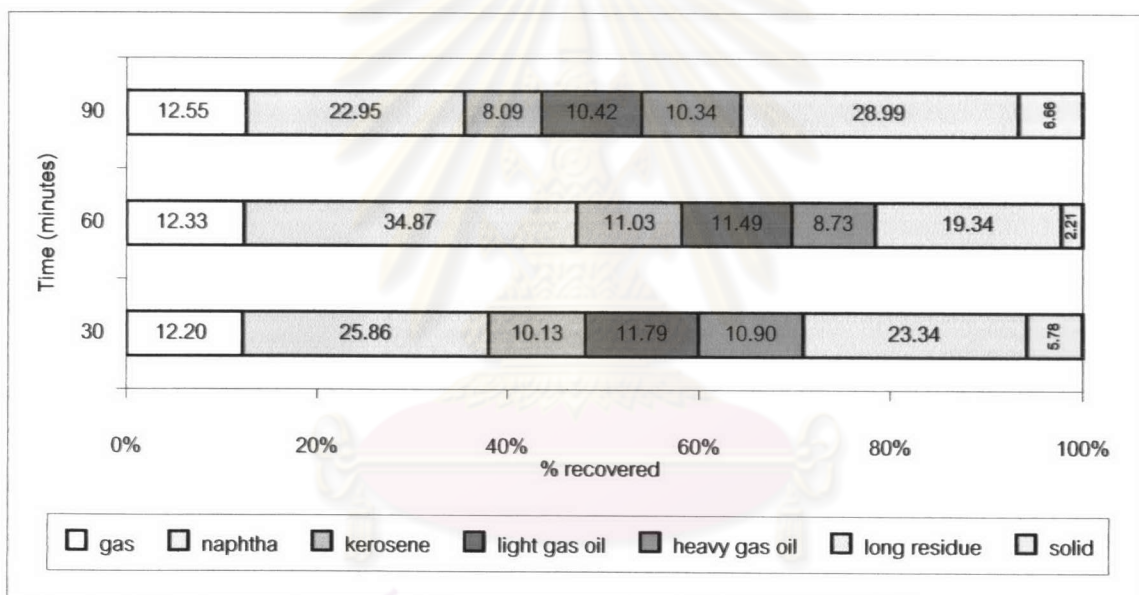 90 12.55 22.95 8.09 10.42 10.34 28.99 6.66
60 12.33 34.87 11.03 11.49 8.73 19.34 2.21
30 12.20 25.86 10.13 11.79 10.90 23.34 5.78
Time (minutes)
0% 20% 40% 60% 80% 100%
% recovered
gas naphtha kerosene light gas oil heavy gas oil long residue solid